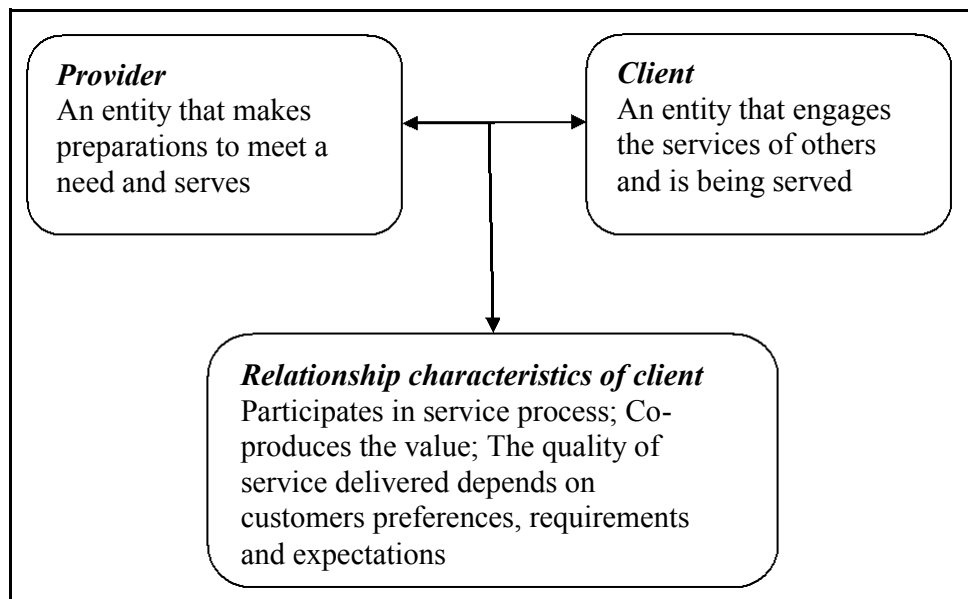 Provider
An entity that makes
preparations to meet a
need and serves
Client
An entity that engages
the services of others
and is being served
Relationship characteristics of client
Participates in service process; Co-
produces the value; The quality of
service delivered depends on
customers preferences, requirements
and expectations